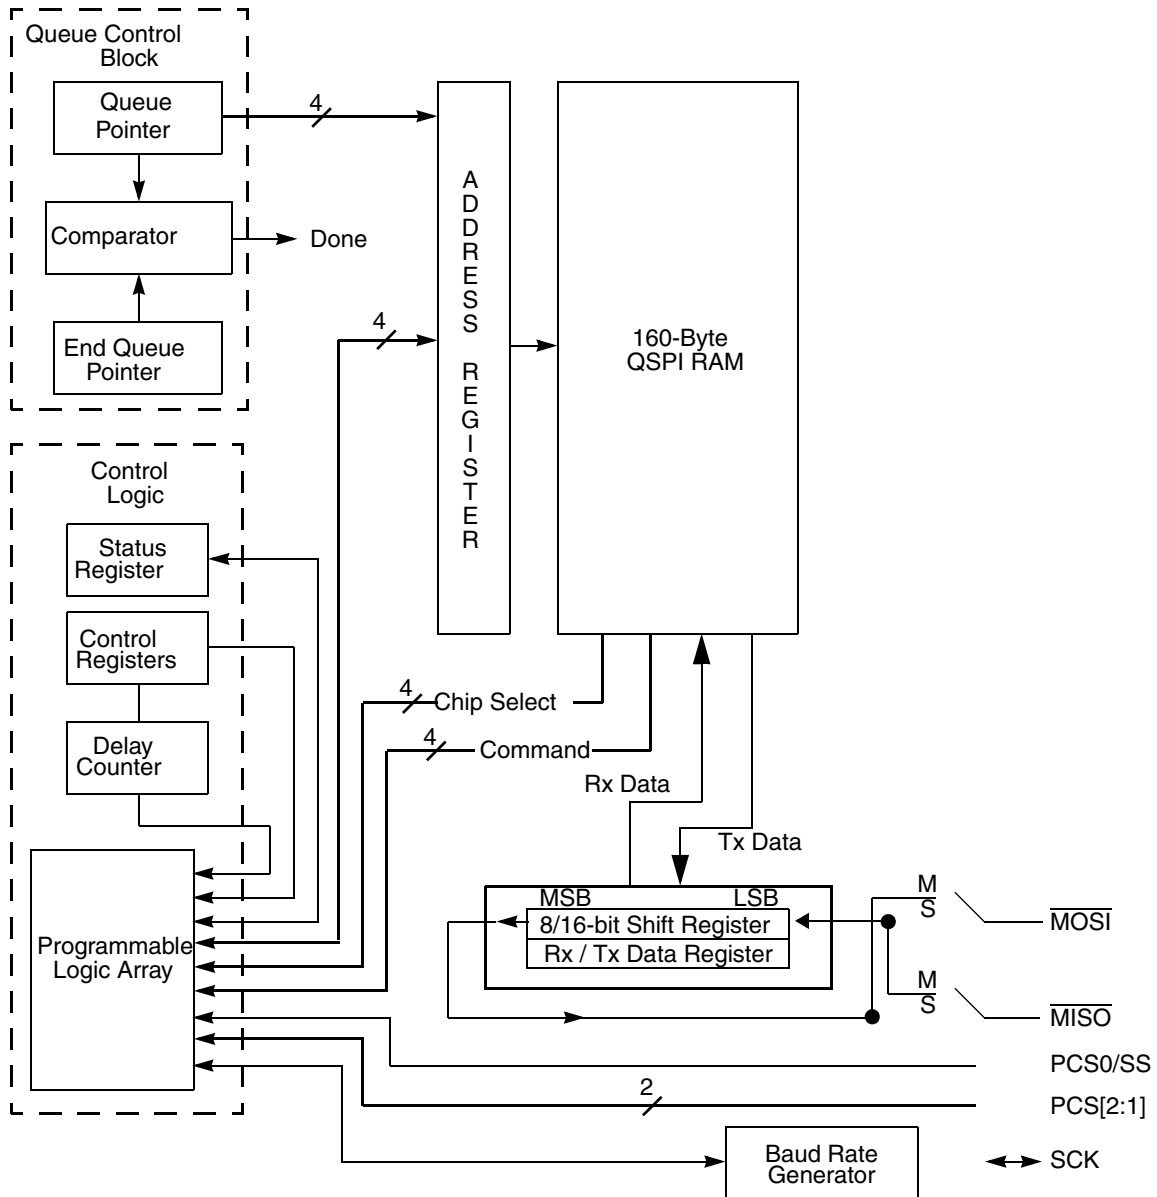 Queue Control
Block
Queue
Pointer
4
Comparator
Done
End Queue
Pointer
4
ADDRESS REGISTER
160-Byte
QSPI RAM
Control
Logic
Status
Register
Control
Registers
Delay
Counter
4
Chip Select
4
Command
Rx Data
Tx Data
MSB
LSB
8/16-bit Shift Register
Rx / Tx Data Register
M
S
MOSI
M
S
MISO
Programmable
Logic Array
PCS0/SS
2
PCS[2:1]
Baud Rate
Generator
SCK